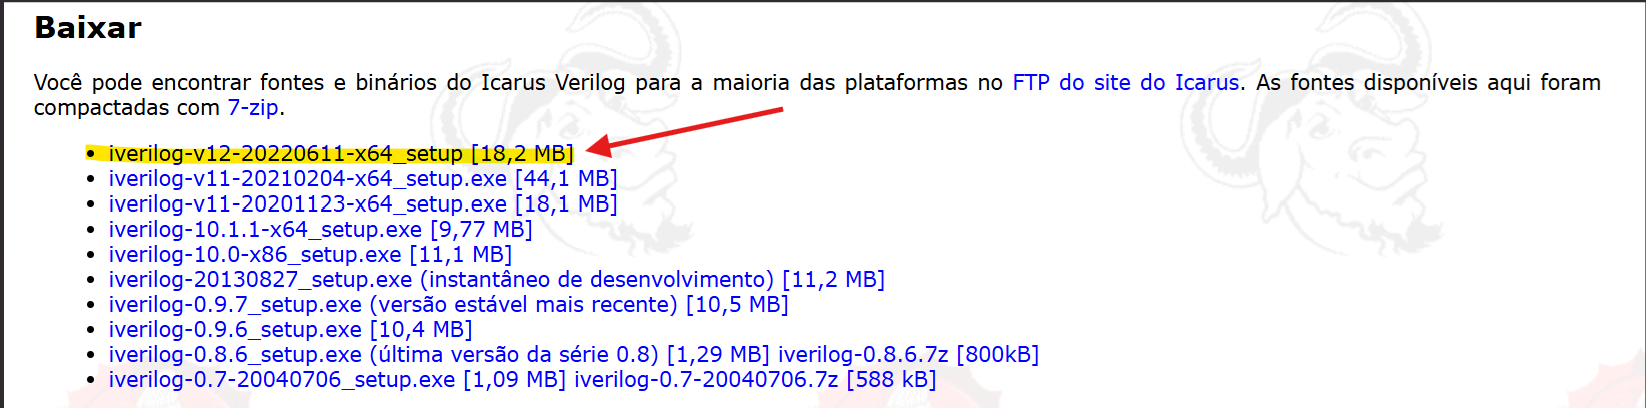 Baixar
Você pode encontrar fontes e binários do Icarus Verilog para a maioria das plataformas no FTP do site do Icarus. As fontes disponíveis aqui foram
compactadas com 7-zip.
• iverilog-v12-20220611-x64_setup [18,2 MB]
• iverilog-v11-20210204-x64_setup.exe [44,1 MB]
• iverilog-v11-20201123-x64_setup.exe [18,1 MB]
• iverilog-10.1.1-x64_setup.exe [9,77 MB]
• iverilog-10.0-x86_setup.exe [11,1 MB]
• iverilog-20130827_setup.exe (instantâneo de desenvolvimento) [11,2 MB]
• iverilog-0.9.7_setup.exe (versão estável mais recente) [10,5 MB]
• iverilog-0.9.6_setup.exe [10,4 MB]
• iverilog-0.8.6_setup.exe (última versão da série 0.8) [1,29 MB] iverilog-0.8.6.7z [800kB]
• iverilog-0.7-20040706_setup.exe [1,09 MB] iverilog-0.7-20040706.7z [588 kB]